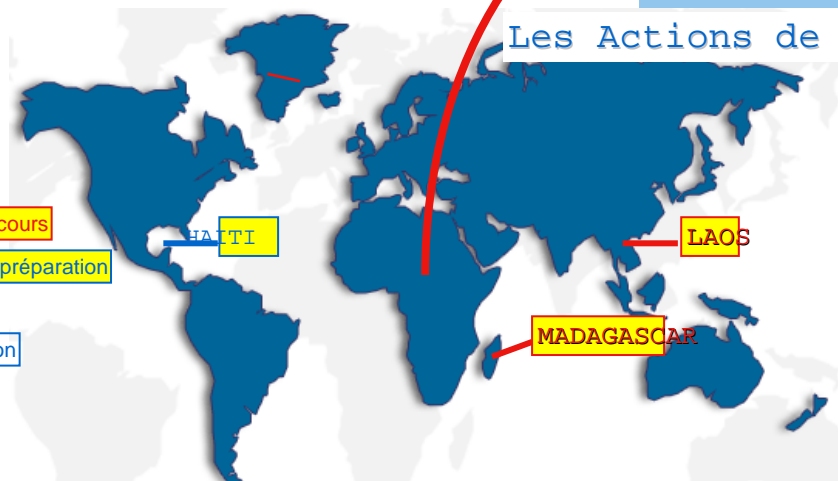 Les Actions de
cours
HAITI
LAOS
préparation
MADAGASCAR
on